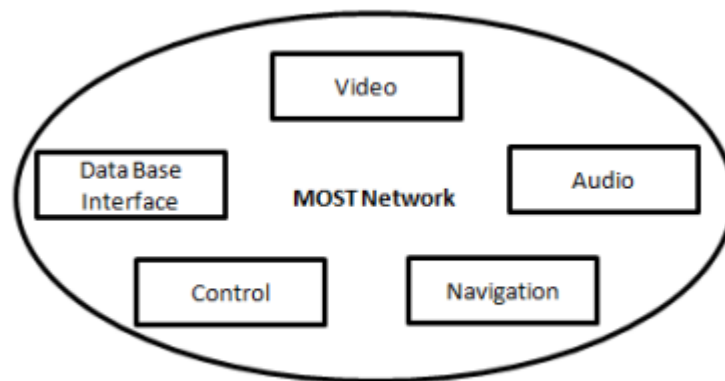 Video
Data Base
Interface
MOST Network
Audio
Control
Navigation